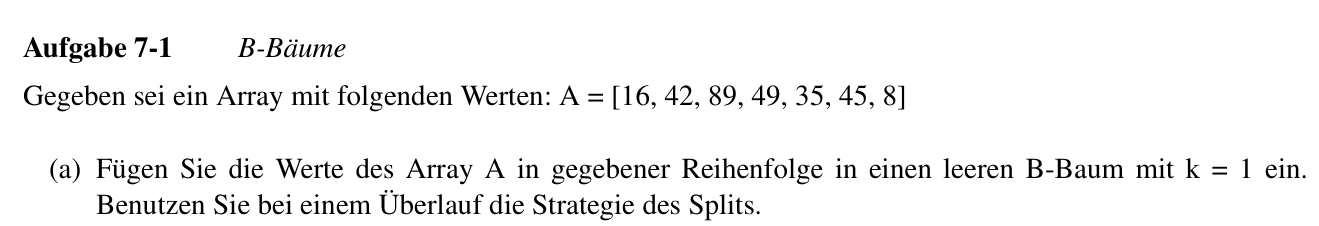 Aufgabe 7-1 B-Bäume
Gegeben sei ein Array mit folgenden Werten: A = [16, 42, 89, 49, 35, 45, 8]
(a) Fügen Sie die Werte des Array A in gegebener Reihenfolge in einen leeren B-Baum mit k = 1 ein.
Benutzen Sie bei einem Überlauf die Strategie des Splits.